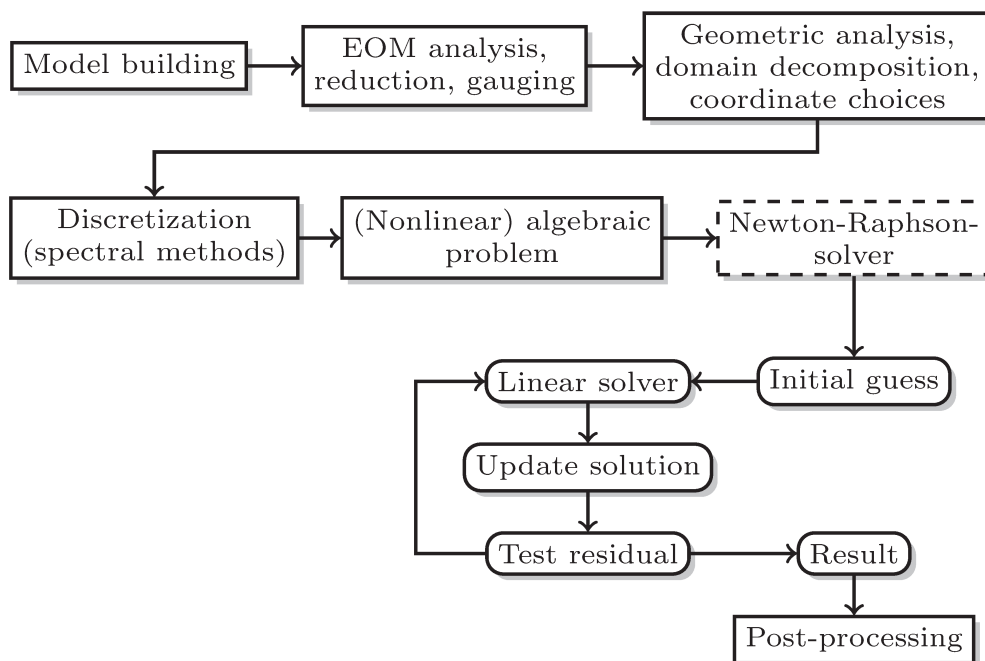 Model building
EOM analysis,
reduction, gauging
Geometric analysis,
domain decomposition,
coordinate choices
Discretization
(spectral methods)
(Nonlinear) algebraic
problem
Newton-Raphson-
solver
Linear solver
Initial guess
Update solution
Test residual
Result
Post-processing